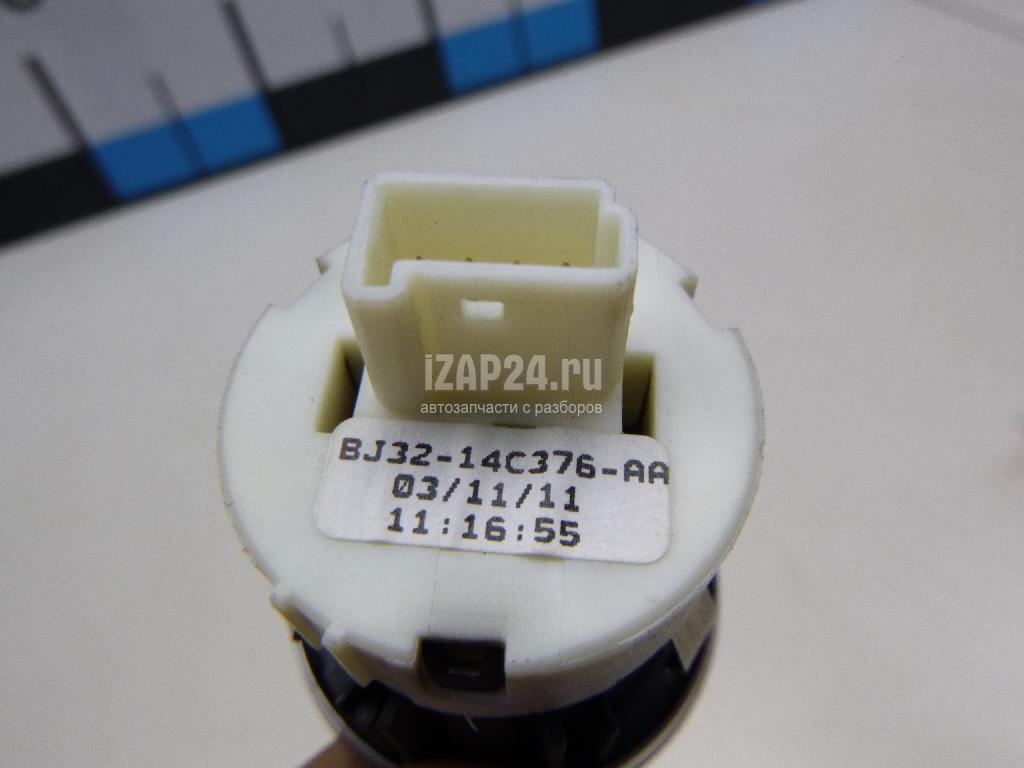 iZAP24.ru
автозапчасти с разборов
BJ32-14C376-AA
03/11/11
11:16:55